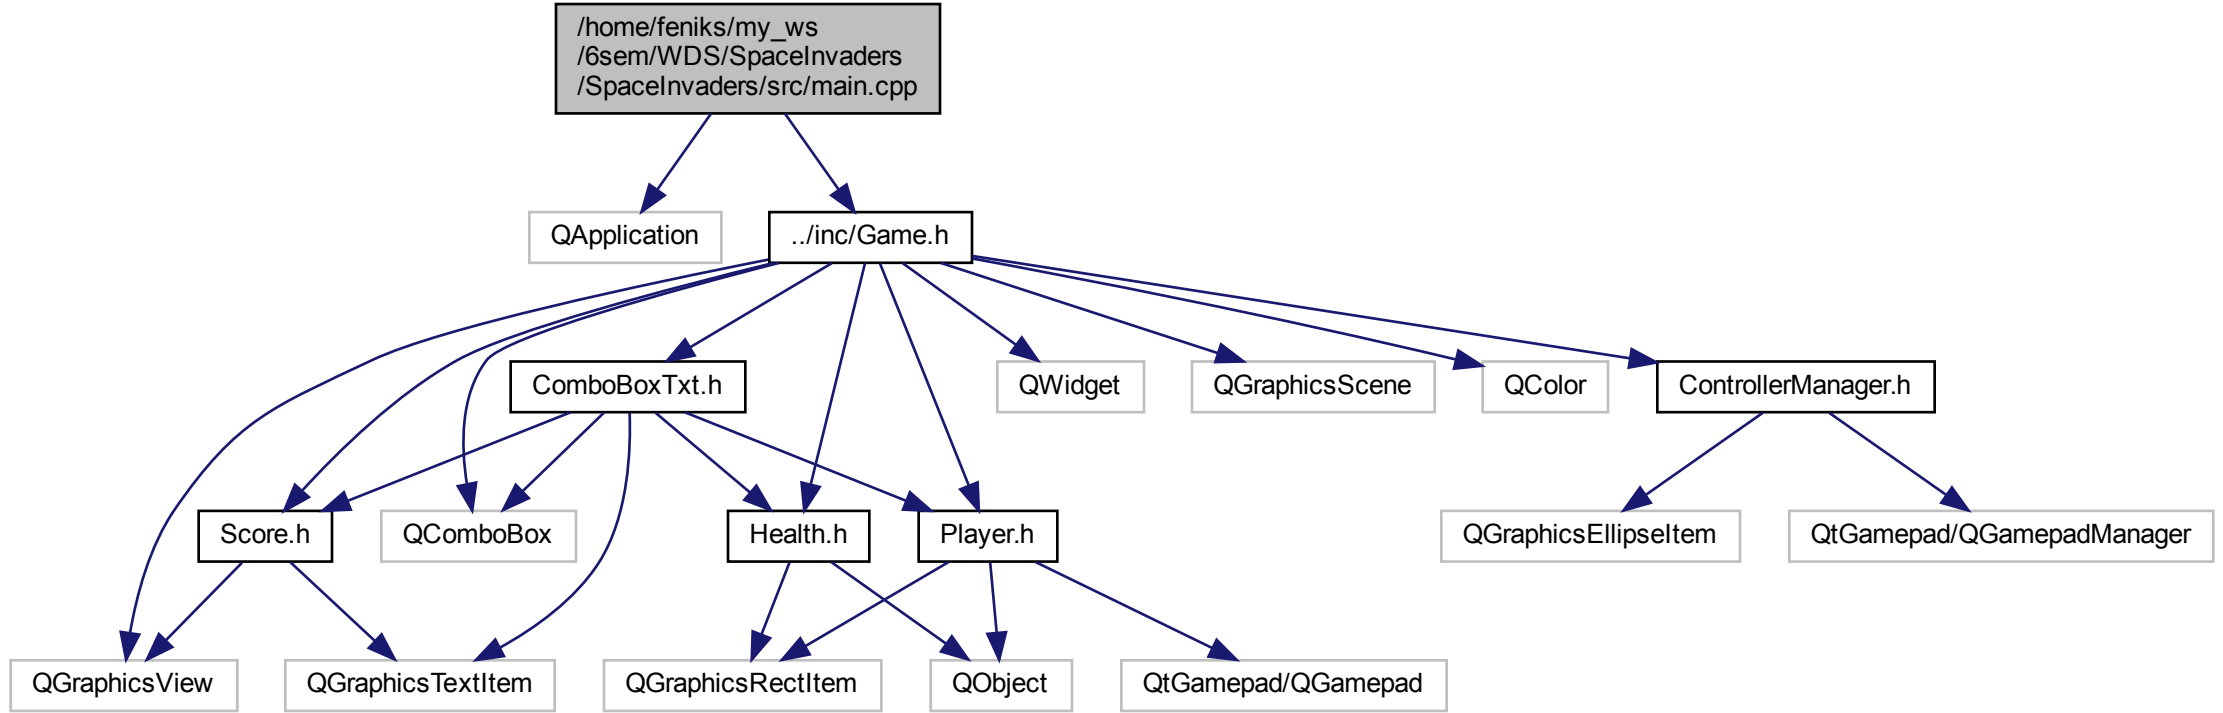 /home/feniks/my_ws
/6sem/WDS/SpaceInvaders
/SpaceInvaders/src/main.cpp
QApplication
../inc/Game.h
ComboBoxTxt.h
QWidget
QGraphicsScene
QColor
ControllerManager.h
Score.h
QComboBox
Health.h
Player.h
QGraphicsEllipseItem
QtGamepad/QGamepadManager
QGraphicsView
QGraphicsTextItem
QGraphicsRectItem
QObject
QtGamepad/QGamepad